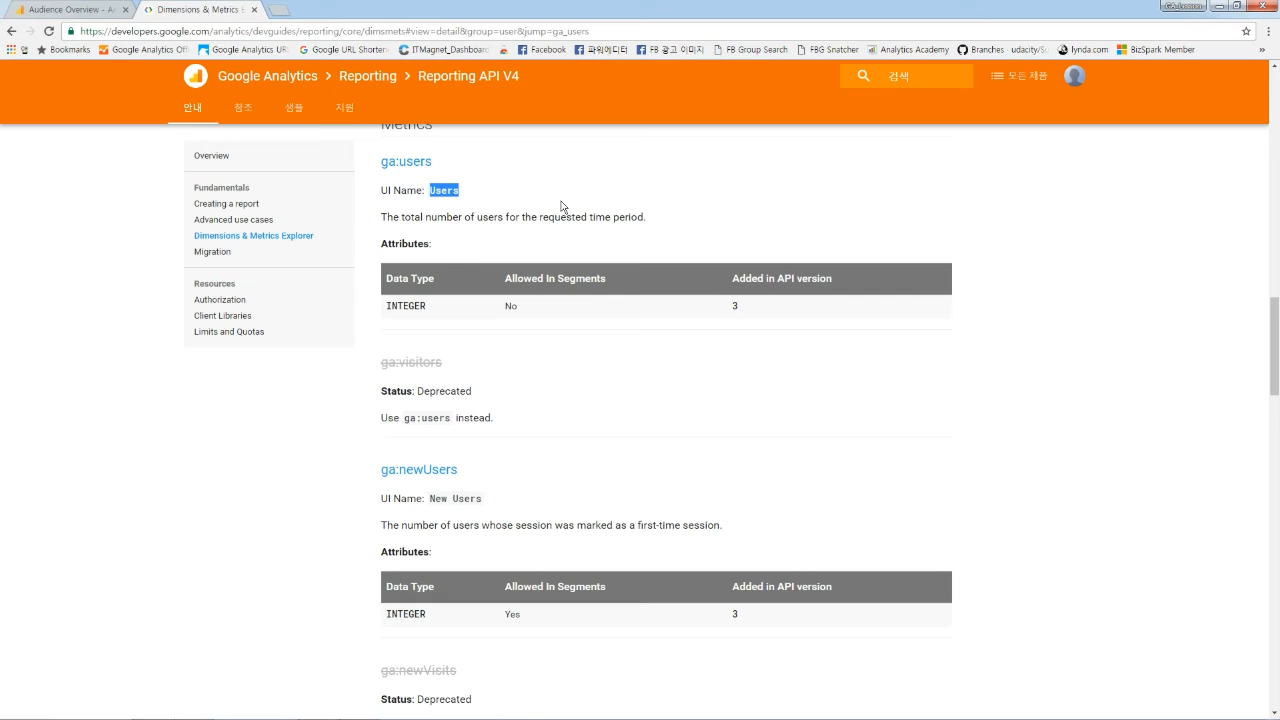 Audience Overview - A
Dimensions & Metrics E
GA.lesson
https://developers.google.com/analytics/devguides/reporting/core/dimsmets#view=detail&group=user&jump=ga_users
앱
Bookmarks
Google Analytics Off
Google Analytics UR
Google URL Shorten
ITMagnet_Dashboard
Facebook
파워에디터
FB 광고 이미지
FB Group Search
FBG Snatcher
Analytics Academy
Branches · udacity/S
lynda.com
BizSpark Member
Google Analytics > Reporting > Reporting API V4
검색
모든 제품
안내
참조
샘플
지원
Overview
Fundamentals
Creating a report
Advanced use cases
Dimensions & Metrics Explorer
Migration
Resources
Authorization
Client Libraries
Limits and Quotas
Metrics
ga:users
UI Name: Users
The total number of users for the requested time period.
Attributes:
Data Type Allowed In Segments Added in API version
INTEGER No 3
ga:visitors
Status: Deprecated
Use ga:users instead.
ga:newUsers
UI Name: New Users
The number of users whose session was marked as a first-time session.
Attributes:
Data Type Allowed In Segments Added in API version
INTEGER Yes 3
ga:newVisits
Status: Deprecated